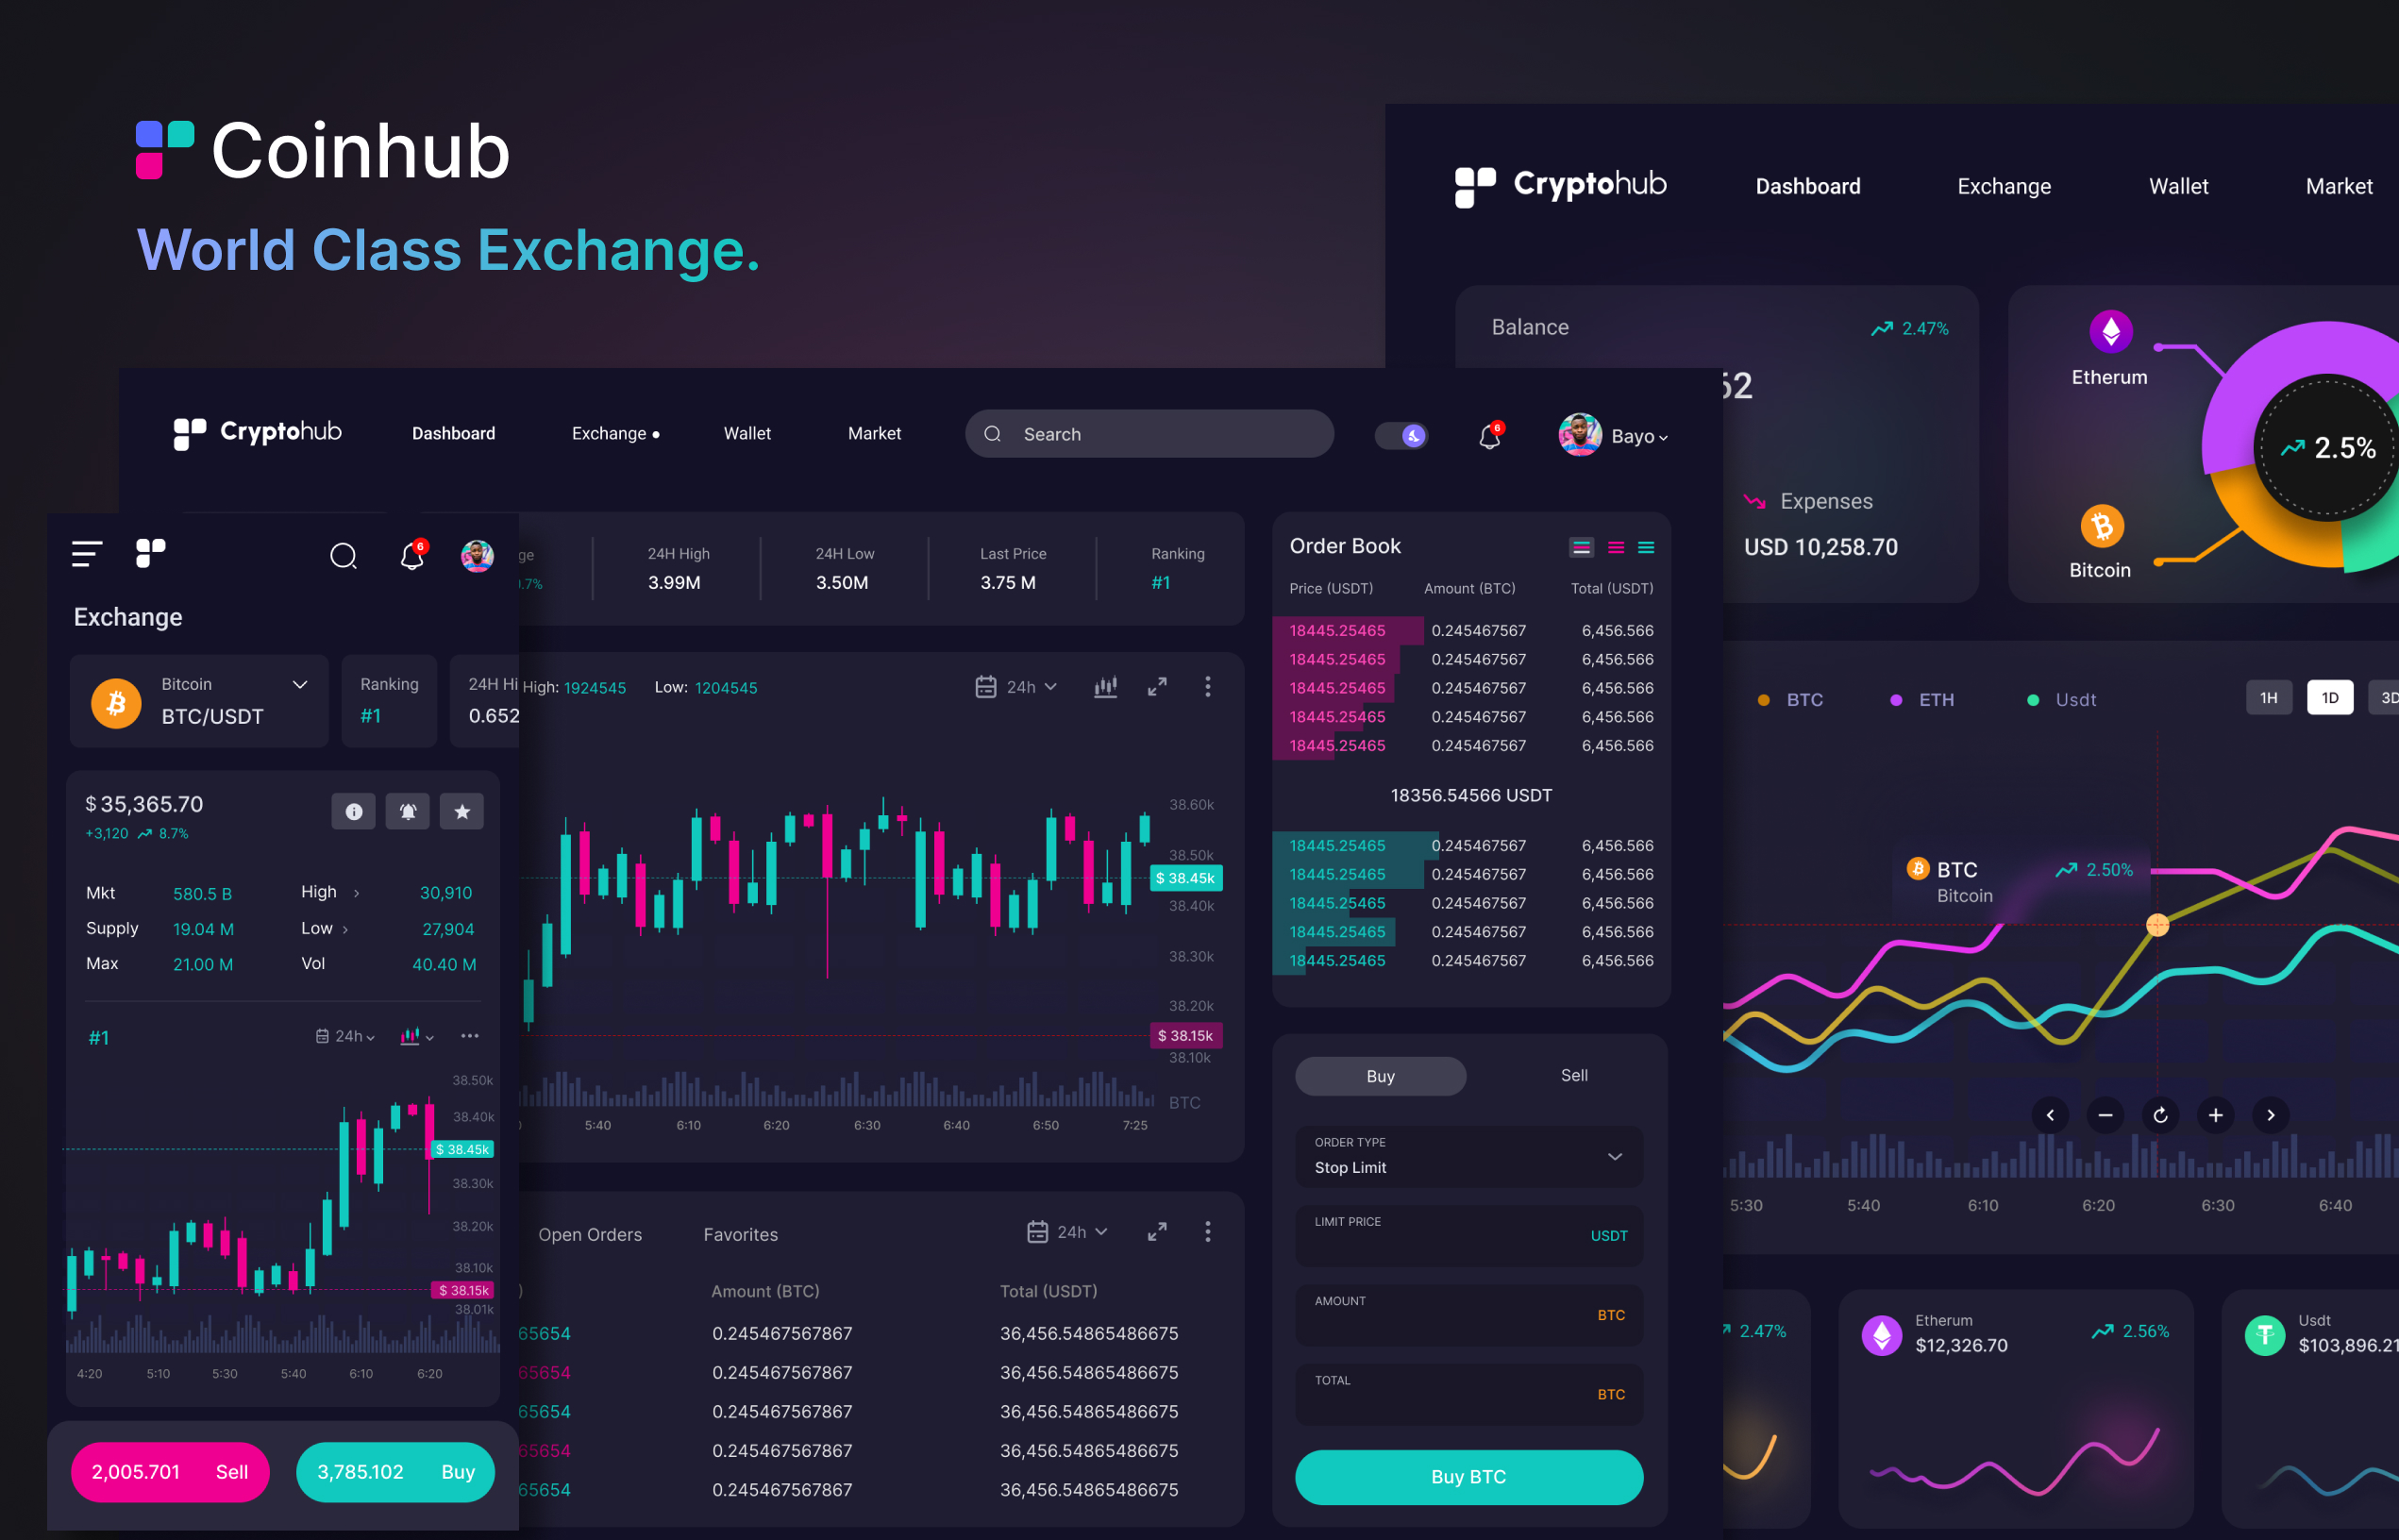 Coinhub
World Class Exchange.
Cryptohub
Dashboard
Exchange
Wallet
Market
Balance
2.47%
52
Expenses
USD 10,258.70
Etherum
Bitcoin
2.5%
BTC
ETH
Usdt
1H
1D
3D
BTC
2.50%
Bitcoin
5:30 5:40 6:10 6:20 6:30 6:40
2.47%
Etherum
$12,326.70
2.56%
Usdt
$103,896.21
Cryptohub
Dashboard
Exchange
Wallet
Market
Search
6
Bayo
ge
.7%
24H High
3.99M
24H Low
3.50M
Last Price
3.75 M
Ranking
#1
High: 1924545 Low: 1204545
24h
38.60k
38.50k
$ 38.45k
38.40k
38.30k
38.20k
$ 38.15k
38.10k
BTC
5:40 6:10 6:20 6:30 6:40 6:50 7:25
Open Orders
Favorites
24h
) Amount (BTC) Total (USDT)
65654 0.245467567867 36,456.54865486675
65654 0.245467567867 36,456.54865486675
65654 0.245467567867 36,456.54865486675
65654 0.245467567867 36,456.54865486675
65654 0.245467567867 36,456.54865486675
Order Book
Price (USDT) Amount (BTC) Total (USDT)
18445.25465 0.245467567 6,456.566
18445.25465 0.245467567 6,456.566
18445.25465 0.245467567 6,456.566
18445.25465 0.245467567 6,456.566
18445.25465 0.245467567 6,456.566
18356.54566 USDT
18445.25465 0.245467567 6,456.566
18445.25465 0.245467567 6,456.566
18445.25465 0.245467567 6,456.566
18445.25465 0.245467567 6,456.566
18445.25465 0.245467567 6,456.566
Buy
Sell
ORDER TYPE
Stop Limit
LIMIT PRICE
USDT
AMOUNT
BTC
TOTAL
BTC
Buy BTC
6
Exchange
Bitcoin
BTC/USDT
Ranking
#1
24H Hi
0.652
$ 35,365.70
+3,120 8.7%
Mkt 580.5 B High 30,910
Supply 19.04 M Low 27,904
Max 21.00 M Vol 40.40 M
#1
24h
38.50k
38.40k
$ 38.45k
38.30k
38.20k
38.10k
$ 38.15k
38.01k
4:20 5:10 5:30 5:40 6:10 6:20
2,005.701 Sell
3,785.102 Buy